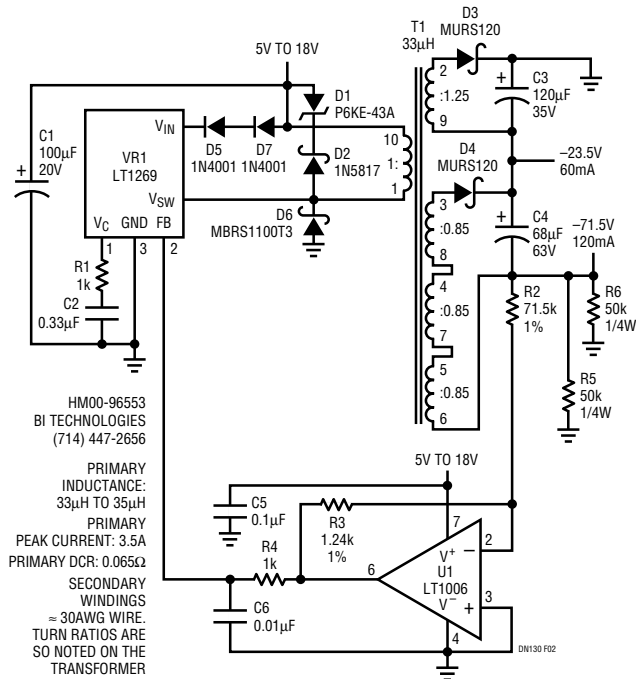 T1
33µH
D3
MURS120
5V TO 18V
2
:1.25
9
+
C3
120µF
35V
D1
P6KE-43A
C1
100µF
20V
+
VIN
VR1
LT1269
VSW
D5
1N4001
D7
1N4001
D2
1N5817
10
1:
1
D4
MURS120
–23.5V
60mA
D6
MBRS1100T3
VC GND FB
1
3
2
3
:0.85
8
+
C4
68µF
63V
–71.5V
120mA
R1
1k
C2
0.33µF
4
:0.85
7
R2
71.5k
1%
R6
50k
1/4W
5
:0.85
6
R5
50k
1/4W
HM00-96553
BI TECHNOLOGIES
(714) 447-2656
PRIMARY
INDUCTANCE:
33µH TO 35µH
PRIMARY
PEAK CURRENT: 3.5A
PRIMARY DCR: 0.065Ω
SECONDARY
WINDINGS
≈ 30AWG WIRE.
TURN RATIOS ARE
SO NOTED ON THE
TRANSFORMER
5V TO 18V
C5
0.1µF
R3
1.24k
1%
R4
1k
C6
0.01µF
6
7
V+
–
2
U1
LT1006
V–
+
3
4
DN130 F02